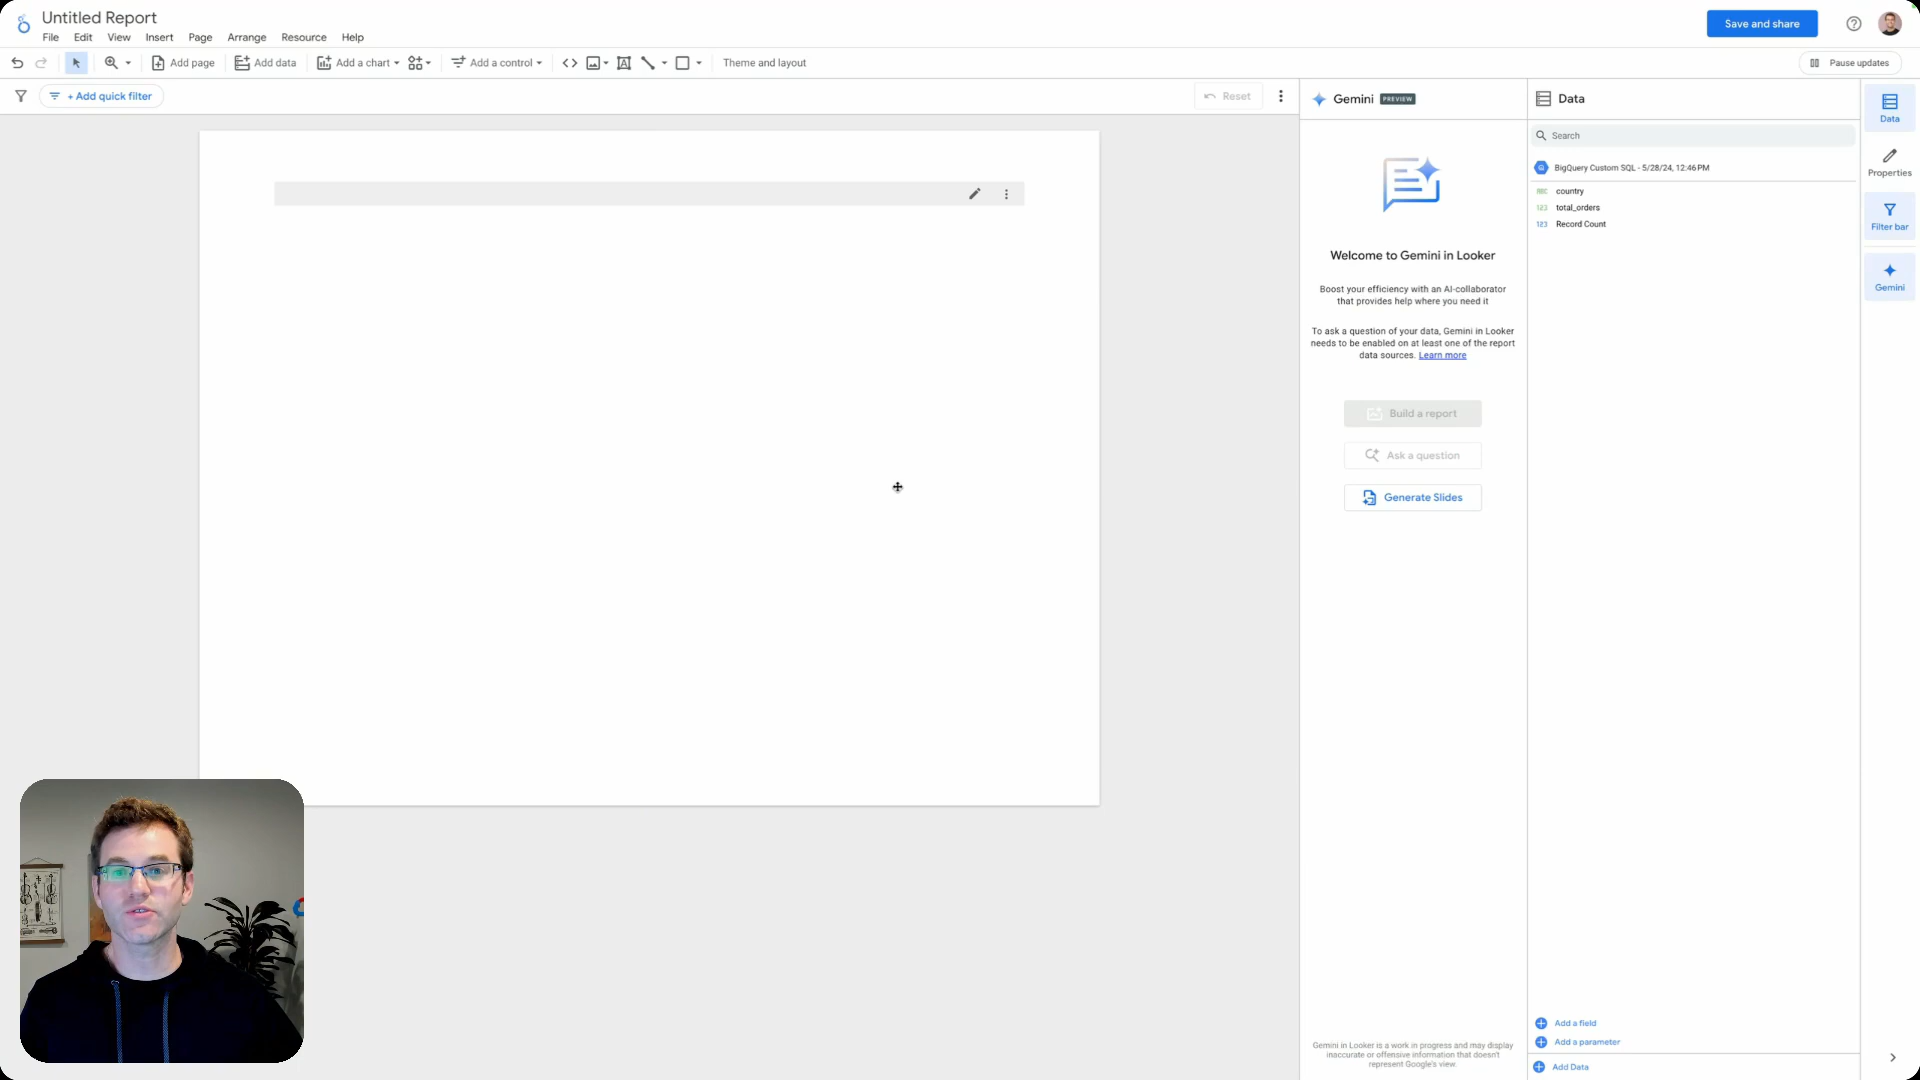 Untitled Report
File Edit View Insert Page Arrange Resource Help
Save and share
Add page Add data Add a chart Add a control Theme and layout Pause updates
+ Add quick filter
Reset
Gemini PREVIEW
Welcome to Gemini in Looker
Boost your efficiency with an AI-collaborator
that provides help where you need it
To ask a question of your data, Gemini in Looker
needs to be enabled on at least one of the report
data sources. Learn more
Build a report
Ask a question
Generate Slides
Gemini in Looker is a work in progress and may display
inaccurate or offensive information that doesn't
represent Google's view.
Data
Search
BigQuery Custom SQL - 5/28/24, 12:46 PM
ABC country
123 total_orders
123 Record Count
Add a field
Add a parameter
Add Data
Data
Properties
Filter bar
Gemini